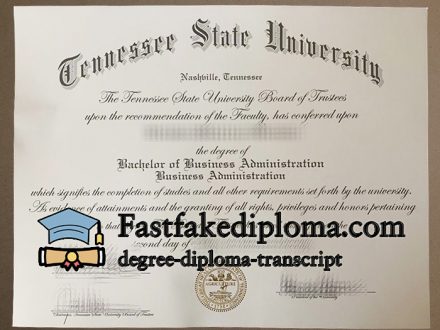 Tennessee State University
Nashville, Tennessee
The Tennessee State University Board of Trustees
upon the recommendation of the Faculty, has conferred upon
the degree of
Bachelor of Business Administration
Business Administration
which signifies the completion of studies and all other requirements set forth by the university.
As evidence of attainments and the granting of all rights, privileges and honors pertaining
that
Fastfakediploma.com
second day of
degree-diploma-transcript
AGRICULTURE